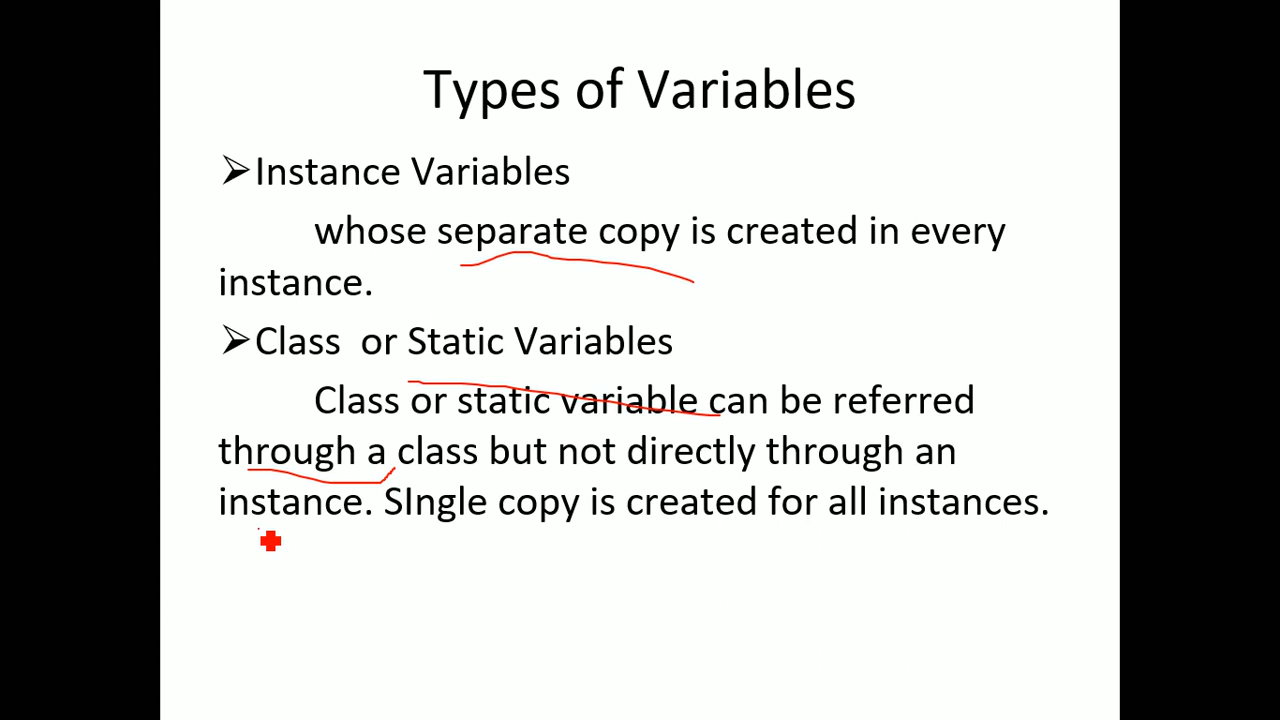 Types of Variables
➢Instance Variables
whose separate copy is created in every
instance.
➢Class or Static Variables
Class or static variable can be referred
through a class but not directly through an
instance. SIngle copy is created for all instances.